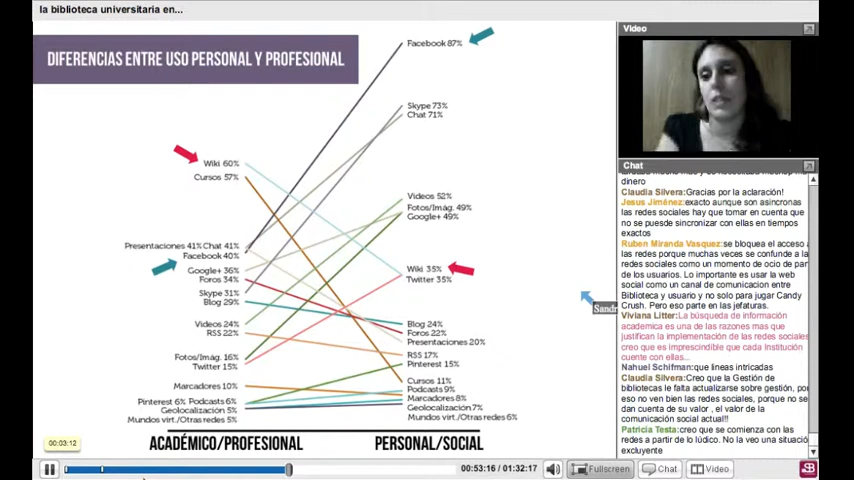 la biblioteca universitaria en...
DIFERENCIAS ENTRE USO PERSONAL Y PROFESIONAL
Facebook 87%
Skype 73%
Chat 71%
Wiki 60%
Cursos 57%
Videos 52%
Fotos/Imág. 49%
Google+ 49%
Presentaciones 41% Chat 41%
Facebook 40%
Google+ 36%
Foros 34%
Skype 31%
Blog 29%
Wiki 35%
Twitter 35%
Videos 24%
RSS 22%
Blog 24%
Foros 22%
Presentaciones 20%
Fotos/Imág. 16%
Twitter 15%
RSS 17%
Pinterest 15%
Marcadores 10%
Cursos 11%
Podcasts 9%
Marcadores 8%
Pinterest 6% Podcasts 6%
Geolocalización 5%
Mundos virt./Otras redes 5%
Geolocalización 7%
Mundos virt./Otras redes 6%
ACADÉMICO/PROFESIONAL
PERSONAL/SOCIAL
Sandr
Video
Chat
dinero
Claudia Silvera:Gracias por la aclaración!
Jesus Jiménez:exacto aunque son asincronas
las redes sociales hay que tomar en cuenta que
no se puede sincronizar con ellas en tiempos
exactos
Ruben Miranda Vasquez:se bloquea el acceso a
las redes porque muchas veces se confunde a la
redes sociales como un momento de ocio de par
de los usuarios. Lo importante es usar la web
social como un canal de comunicacion entre
Biblioteca y usuario y no solo para jugar Candy
Crush. Pero eso parte en las jefaturas.
Viviana Litter:La búsqueda de información
academica es una de las razones mas que
justifican la implementación de las redes sociales
creo que es imprescindible que cada Institución
cuente con ellas...
Nahuel Schifman:que lineas intricadas
Claudia Silvera:Creo que la Gestión de
bibliotecas le falta actualizarse sobre gestión, por
eso no ven bien las redes sociales, porque no se
dan cuenta de su valor , el valor de la
comunicación social actual!!
Patricia Testa:creo que se comienza con las
redes a partir de lo lúdico. No la veo una situació
excluyente
00:03:12
00:53:16 / 01:32:17
Fullscreen
Chat
Video
SB